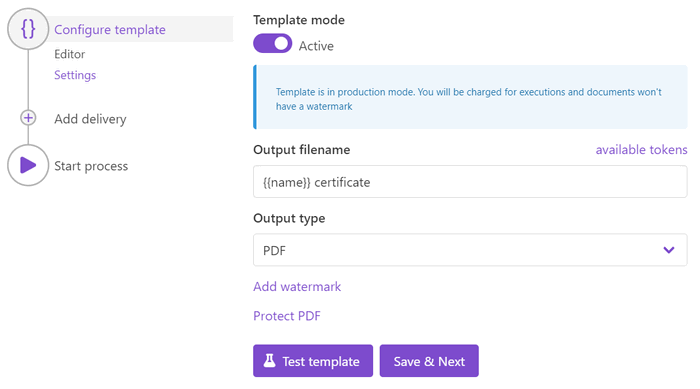 {}
Configure template
Editor
Settings
Add delivery
Start process
Template mode
Active
Template is in production mode. You will be charged for executions and documents won't
have a watermark
Output filename
available tokens
{{name}} certificate
Output type
PDF
Add watermark
Protect PDF
Test template
Save & Next